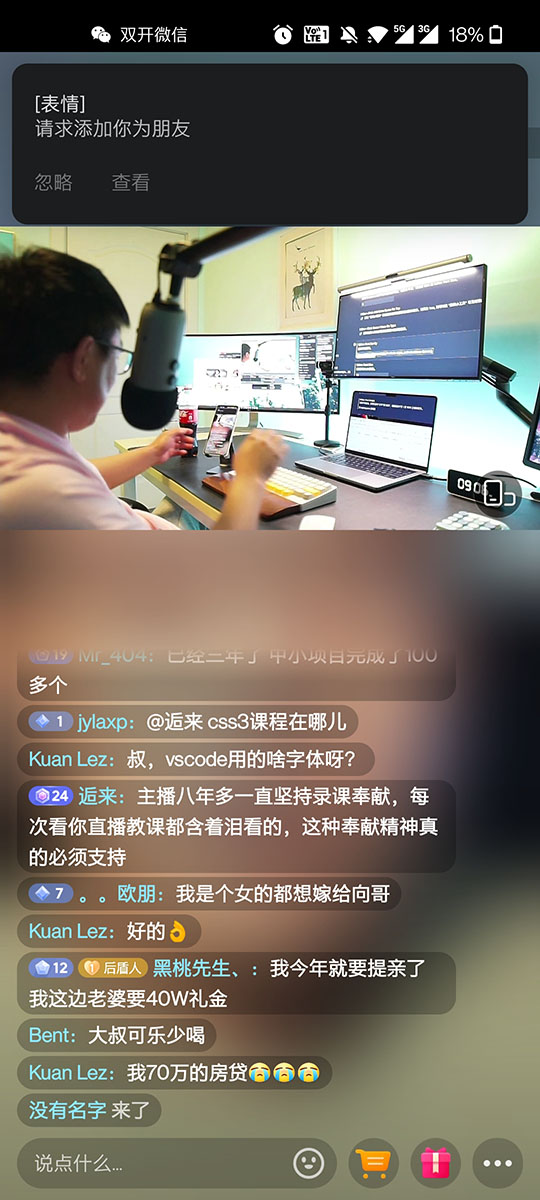 双开微信
VoLTE 1 5G 3G 18%
[表情]
请求添加你为朋友
忽略 查看
09:06
19 Mr_404：已经三年了 中小项目完成了100
多个
1 jylaxp：@逅来 css3课程在哪儿
Kuan Lez：叔，vscode用的啥字体呀？
24 逅来：主播八年多一直坚持录课奉献，每
次看你直播教课都含着泪看的，这种奉献精神真
的必须支持
7 。。欧朋：我是个女的都想嫁给向哥
Kuan Lez：好的👌
12 1 后盾人 黑桃先生、：我今年就要提亲了
我这边老婆要40W礼金
Bent：大叔可乐少喝
Kuan Lez：我70万的房贷😭😭😭
没有名字 来了
说点什么...